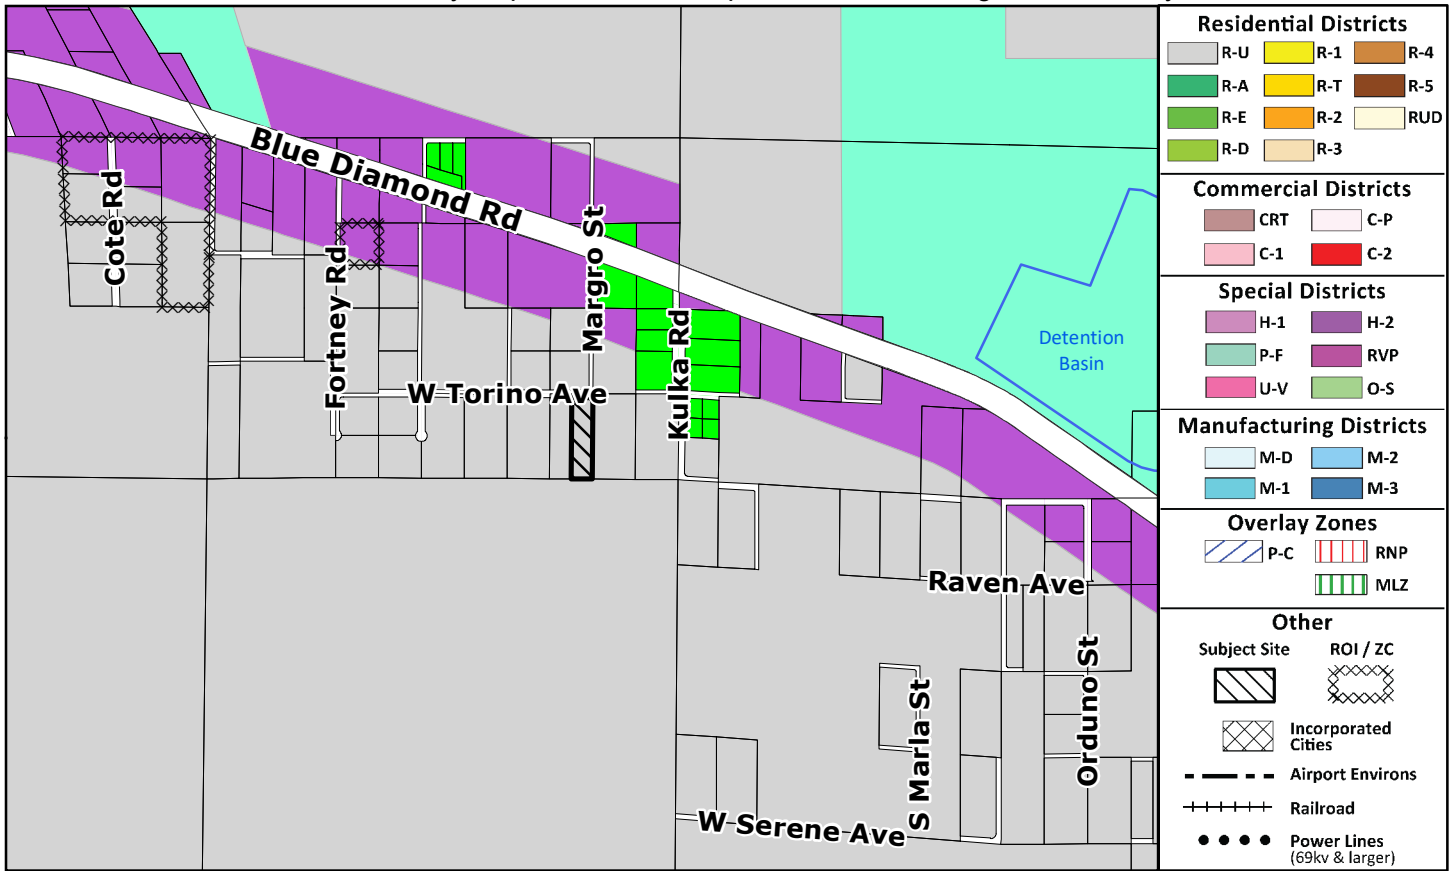 Blue Diamond Rd
Cote Rd
Fortney Rd
Margro St
Kulka Rd
W Torino Ave
Detention
Basin
Raven Ave
Orduno St
S Marla St
W Serene Ave
Residential Districts
R-U R-1 R-4
R-A R-T R-5
R-E R-2 RUD
R-D R-3
Commercial Districts
CRT C-P
C-1 C-2
Special Districts
H-1 H-2
P-F RVP
U-V O-S
Manufacturing Districts
M-D M-2
M-1 M-3
Overlay Zones
P-C RNP
MLZ
Other
Subject Site ROI / ZC
Incorporated
Cities
Airport Environs
Railroad
Power Lines
(69kv & larger)